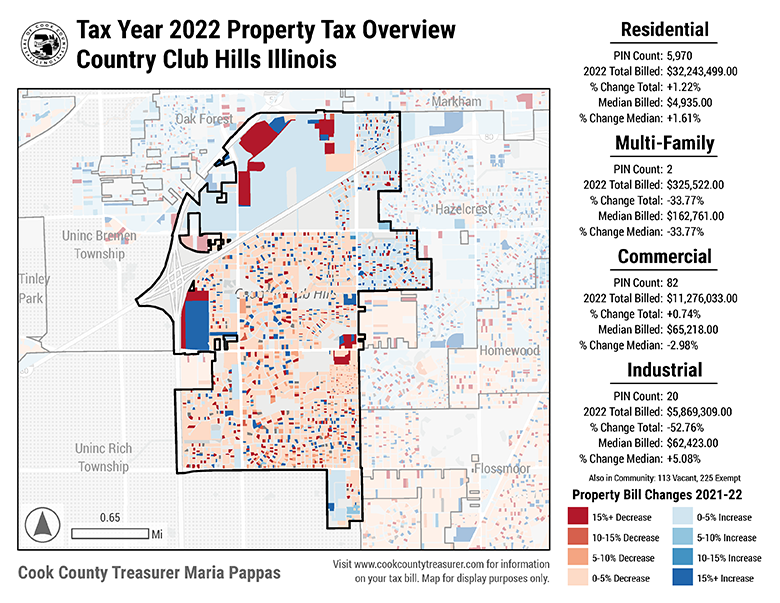 Tax Year 2022 Property Tax Overview
Country Club Hills Illinois
Oak Forest
Markham
80
Hazelcrest
Uninc Bremen
Township
Tinley
Park
Country Club Hills
Homewood
Uninc Rich
Township
Flossmoor
0.65
Mi
Cook County Treasurer Maria Pappas
Visit www.cookcountytreasurer.com for information
on your tax bill. Map for display purposes only.
Residential
PIN Count: 5,970
2022 Total Billed: $32,243,499.00
% Change Total: +1.22%
Median Billed: $4,935.00
% Change Median: +1.61%
Multi-Family
PIN Count: 2
2022 Total Billed: $325,522.00
% Change Total: -33.77%
Median Billed: $162,761.00
% Change Median: -33.77%
Commercial
PIN Count: 82
2022 Total Billed: $11,276,033.00
% Change Total: +0.74%
Median Billed: $65,218.00
% Change Median: -2.98%
Industrial
PIN Count: 20
2022 Total Billed: $5,869,309.00
% Change Total: -52.76%
Median Billed: $62,423.00
% Change Median: +5.08%
Also in Community: 113 Vacant, 225 Exempt
Property Bill Changes 2021-22
15%+ Decrease
10-15% Decrease
5-10% Decrease
0-5% Decrease
0-5% Increase
5-10% Increase
10-15% Increase
15%+ Increase